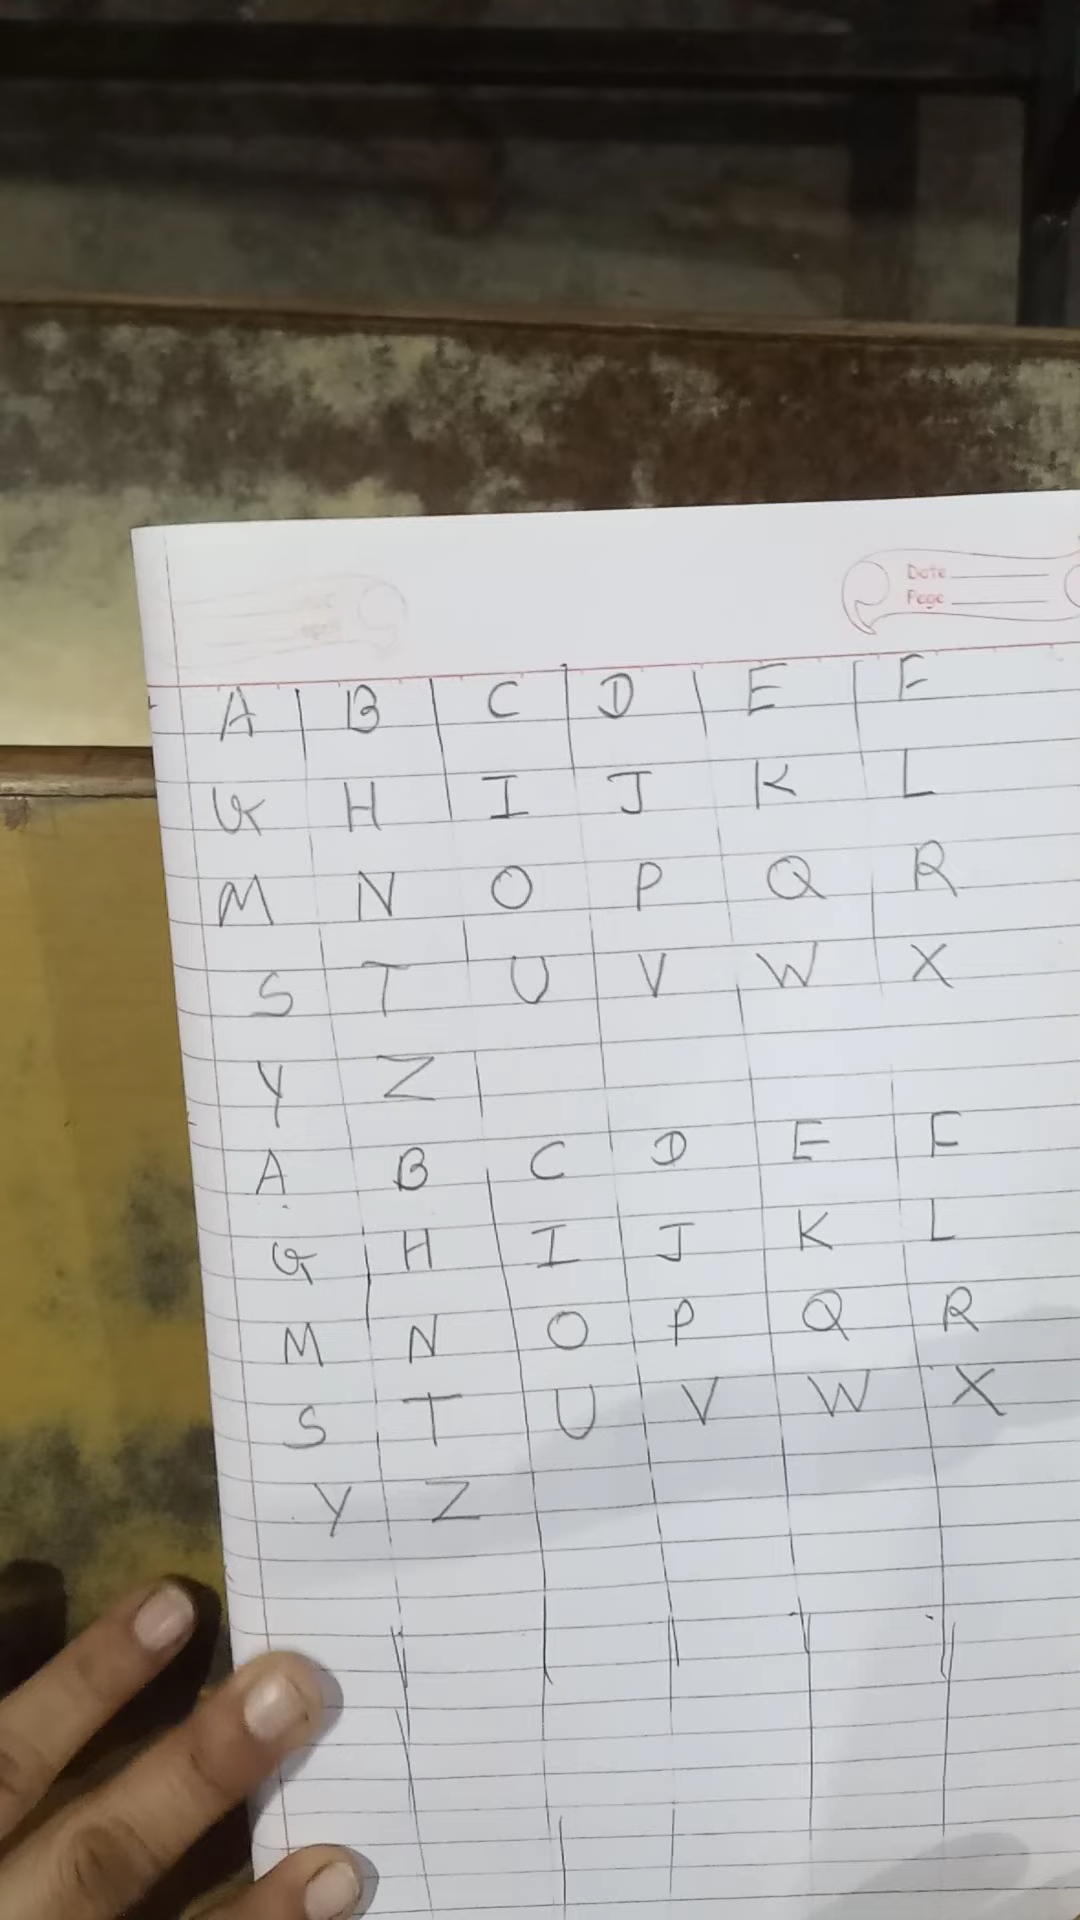 Date
Page
A B C D E F
G H I J K L
M N O P Q R
S T U V W X
Y Z
A B C D E F
G H I J K L
M N O P Q R
S T U V W X
Y Z